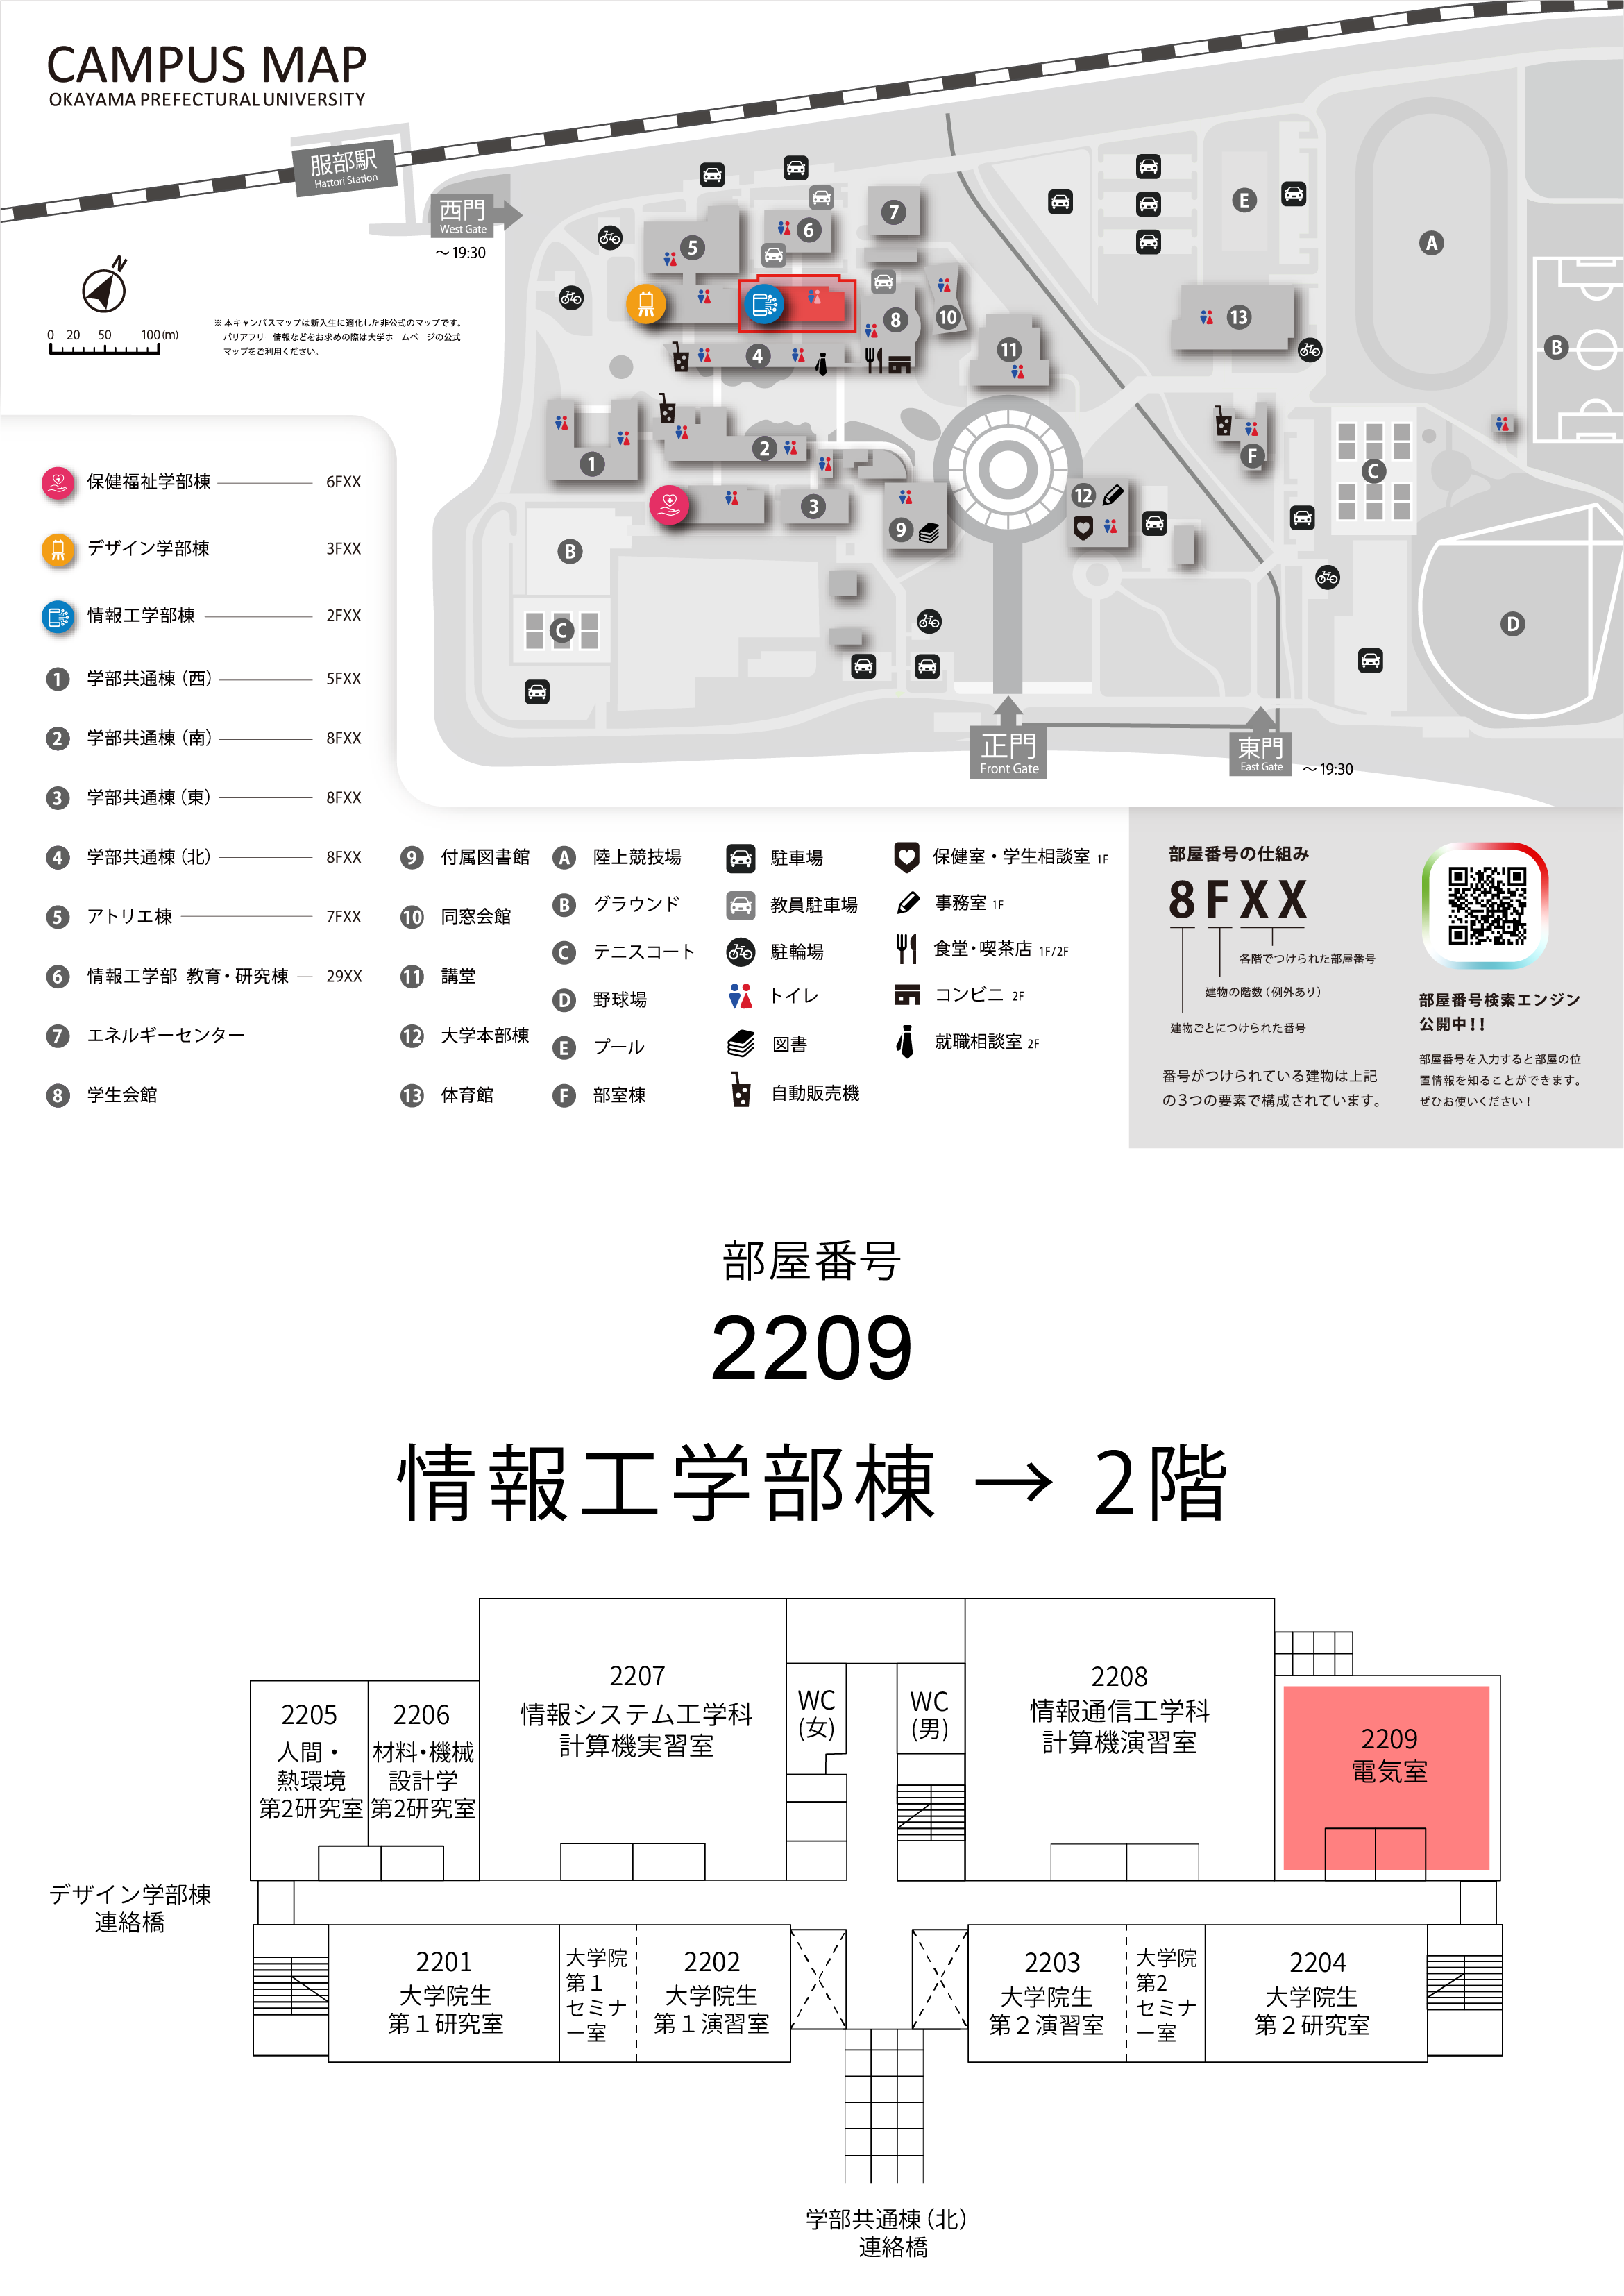 CAMPUS MAP
OKAYAMA PREFECTURAL UNIVERSITY
服部駅
Hattori Station
西門
West Gate
～19:30
N
0 20 50 100(m)
※ 本キャンパスマップは新入生に適化した非公式のマップです。
バリアフリー情報などをお求めの際は大学ホームページの公式
マップをご利用ください。
5
6
7
8
10
4
11
13
E
A
B
1
2
3
9
12
F
C
B
C
D
正門
Front Gate
東門
East Gate
～19:30
保健福祉学部棟 6FXX
デザイン学部棟 3FXX
情報工学部棟 2FXX
1 学部共通棟（西） 5FXX
2 学部共通棟（南） 8FXX
3 学部共通棟（東） 8FXX
4 学部共通棟（北） 8FXX
5 アトリエ棟 7FXX
6 情報工学部 教育・研究棟 29XX
7 エネルギーセンター
8 学生会館
9 付属図書館
10 同窓会館
11 講堂
12 大学本部棟
13 体育館
A 陸上競技場
B グラウンド
C テニスコート
D 野球場
E プール
F 部室棟
駐車場
教員駐車場
駐輪場
トイレ
図書
自動販売機
保健室・学生相談室 1F
事務室 1F
食堂・喫茶店 1F/2F
コンビニ 2F
就職相談室 2F
部屋番号の仕組み
8FXX
各階でつけられた部屋番号
建物の階数（例外あり）
建物ごとにつけられた番号
番号がつけられている建物は上記
の３つの要素で構成されています。
部屋番号検索エンジン
公開中！！
部屋番号を入力すると部屋の位
置情報を知ることができます。
ぜひお使いください！
部屋番号
2209
情報工学部棟 → 2階
2205
人間・
熱環境
第2研究室
2206
材料・機械
設計学
第2研究室
2207
情報システム工学科
計算機実習室
WC
(女)
WC
(男)
2208
情報通信工学科
計算機演習室
2209
電気室
デザイン学部棟
連絡橋
2201
大学院生
第１研究室
大学院
第１
セミナ
ー室
2202
大学院生
第１演習室
2203
大学院生
第２演習室
大学院
第2
セミナ
ー室
2204
大学院生
第２研究室
学部共通棟（北）
連絡橋